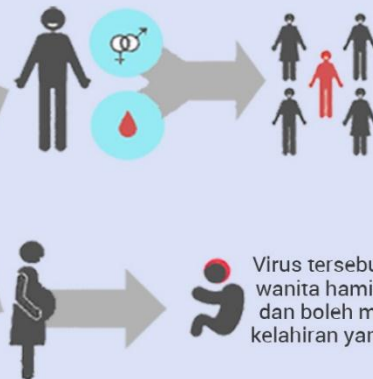 Virus tersebu
wanita hami
dan boleh m
kelahiran yan